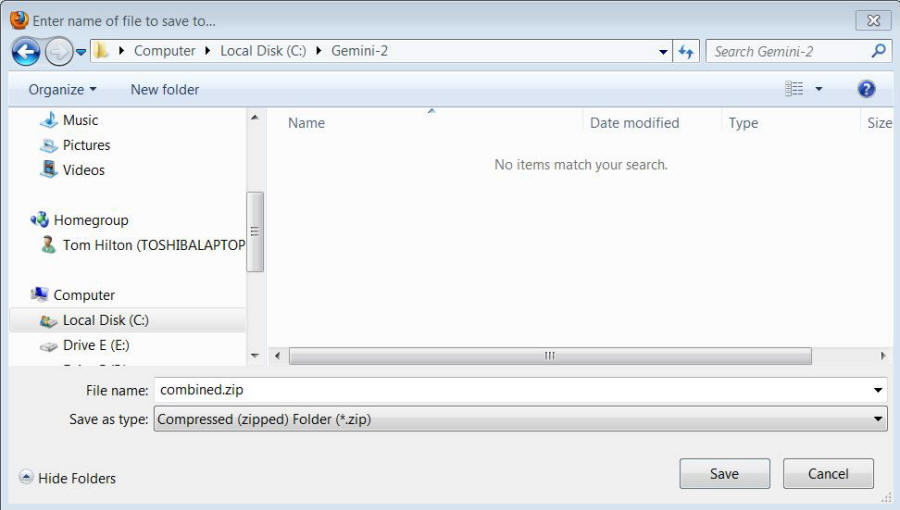 Enter name of file to save to...
Computer Local Disk (C:) Gemini-2
Search Gemini-2
Organize New folder
Name Date modified Type Size
No items match your search.
Music
Pictures
Videos
Homegroup
Tom Hilton (TOSHIBALAPTOP
Computer
Local Disk (C:)
Drive E (E:)
File name: combined.zip
Save as type: Compressed (zipped) Folder (*.zip)
Hide Folders Save Cancel